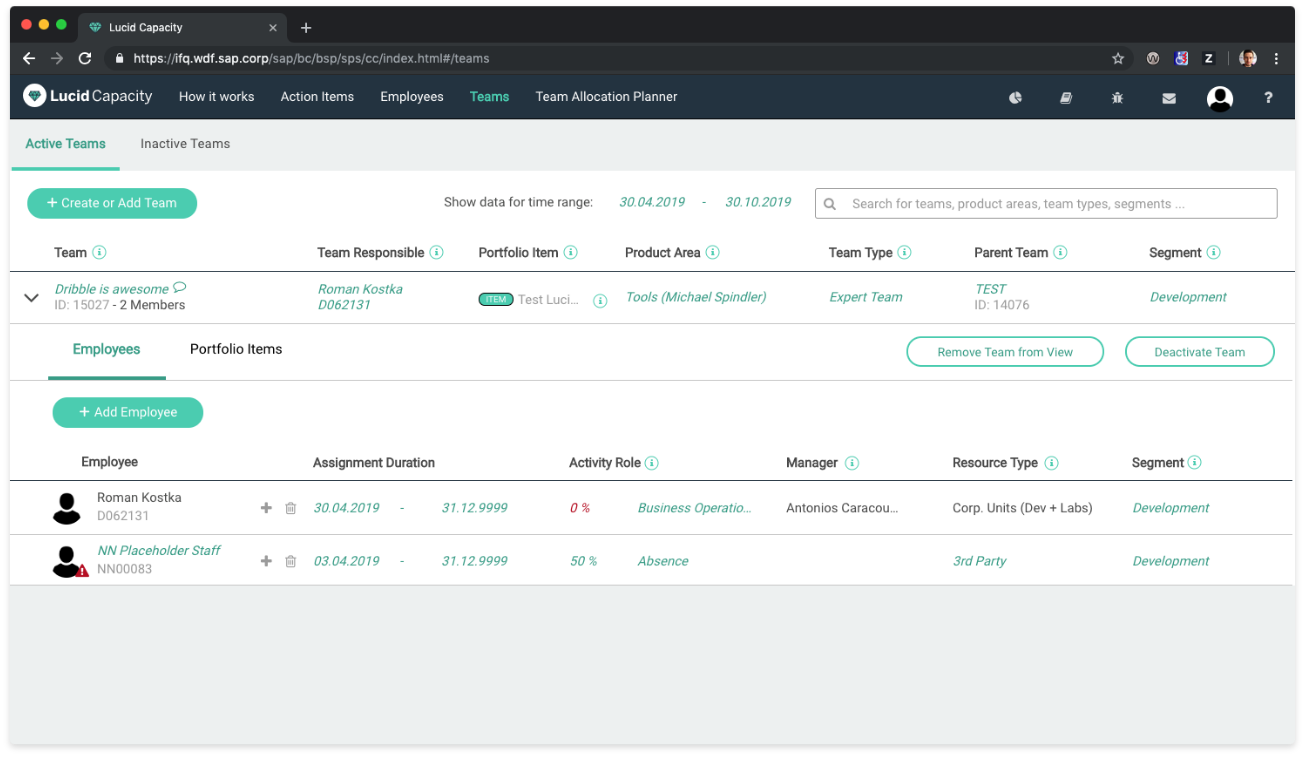 Lucid Capacity
https://ifq.wdf.sap.corp/sap/bc/bsp/sps/cc/index.html#/teams
Z
LucidCapacity How it works Action Items Employees Teams Team Allocation Planner ?
Active Teams Inactive Teams
+ Create or Add Team Show data for time range: 30.04.2019 - 30.10.2019 Search for teams, product areas, team types, segments ...
Team Team Responsible Portfolio Item Product Area Team Type Parent Team Segment
Dribble is awesome Roman Kostka ITEM Test Luci... Tools (Michael Spindler) Expert Team TEST Development
ID: 15027 - 2 Members D062131 ID: 14076
Employees Portfolio Items Remove Team from View Deactivate Team
+ Add Employee
Employee Assignment Duration Activity Role Manager Resource Type Segment
Roman Kostka 30.04.2019 - 31.12.9999 0 % Business Operatio... Antonios Caracou... Corp. Units (Dev + Labs) Development
D062131
NN Placeholder Staff 03.04.2019 - 31.12.9999 50 % Absence 3rd Party Development
NN00083